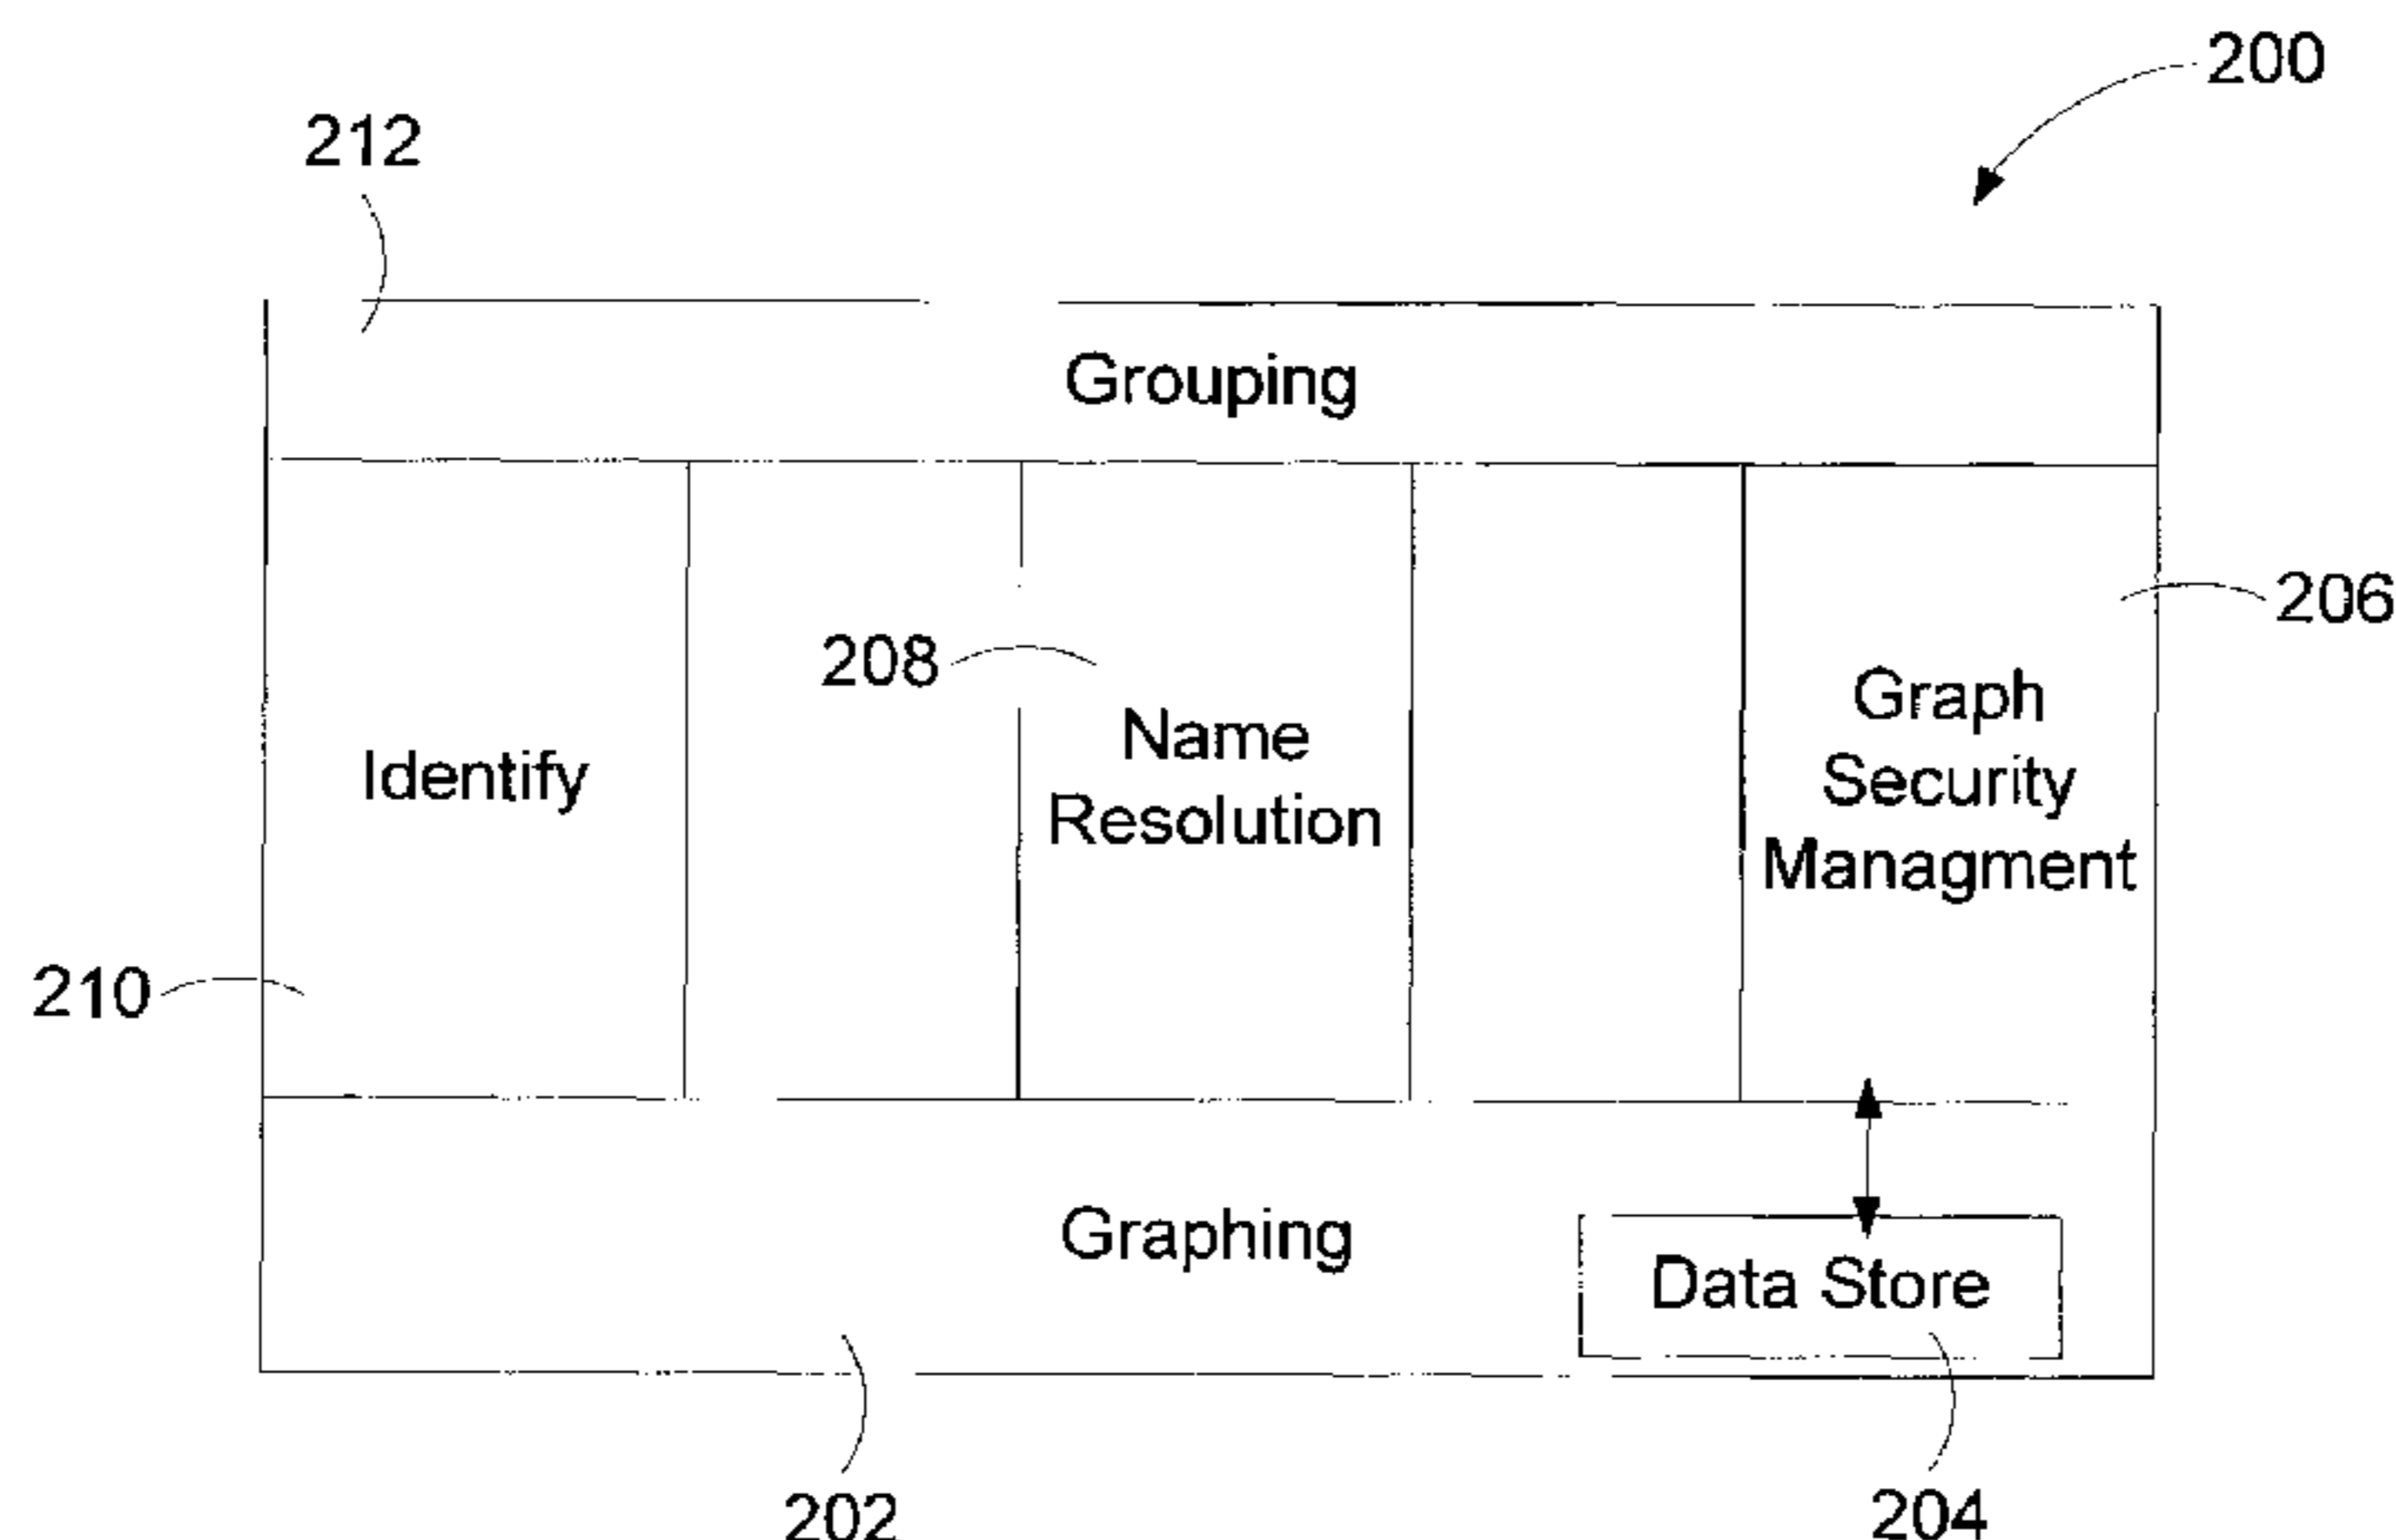 200
212
Grouping
206
208
Graph
Name
Security
Identify
Resolution
Managment
210
Graphing
Data Store
202
204